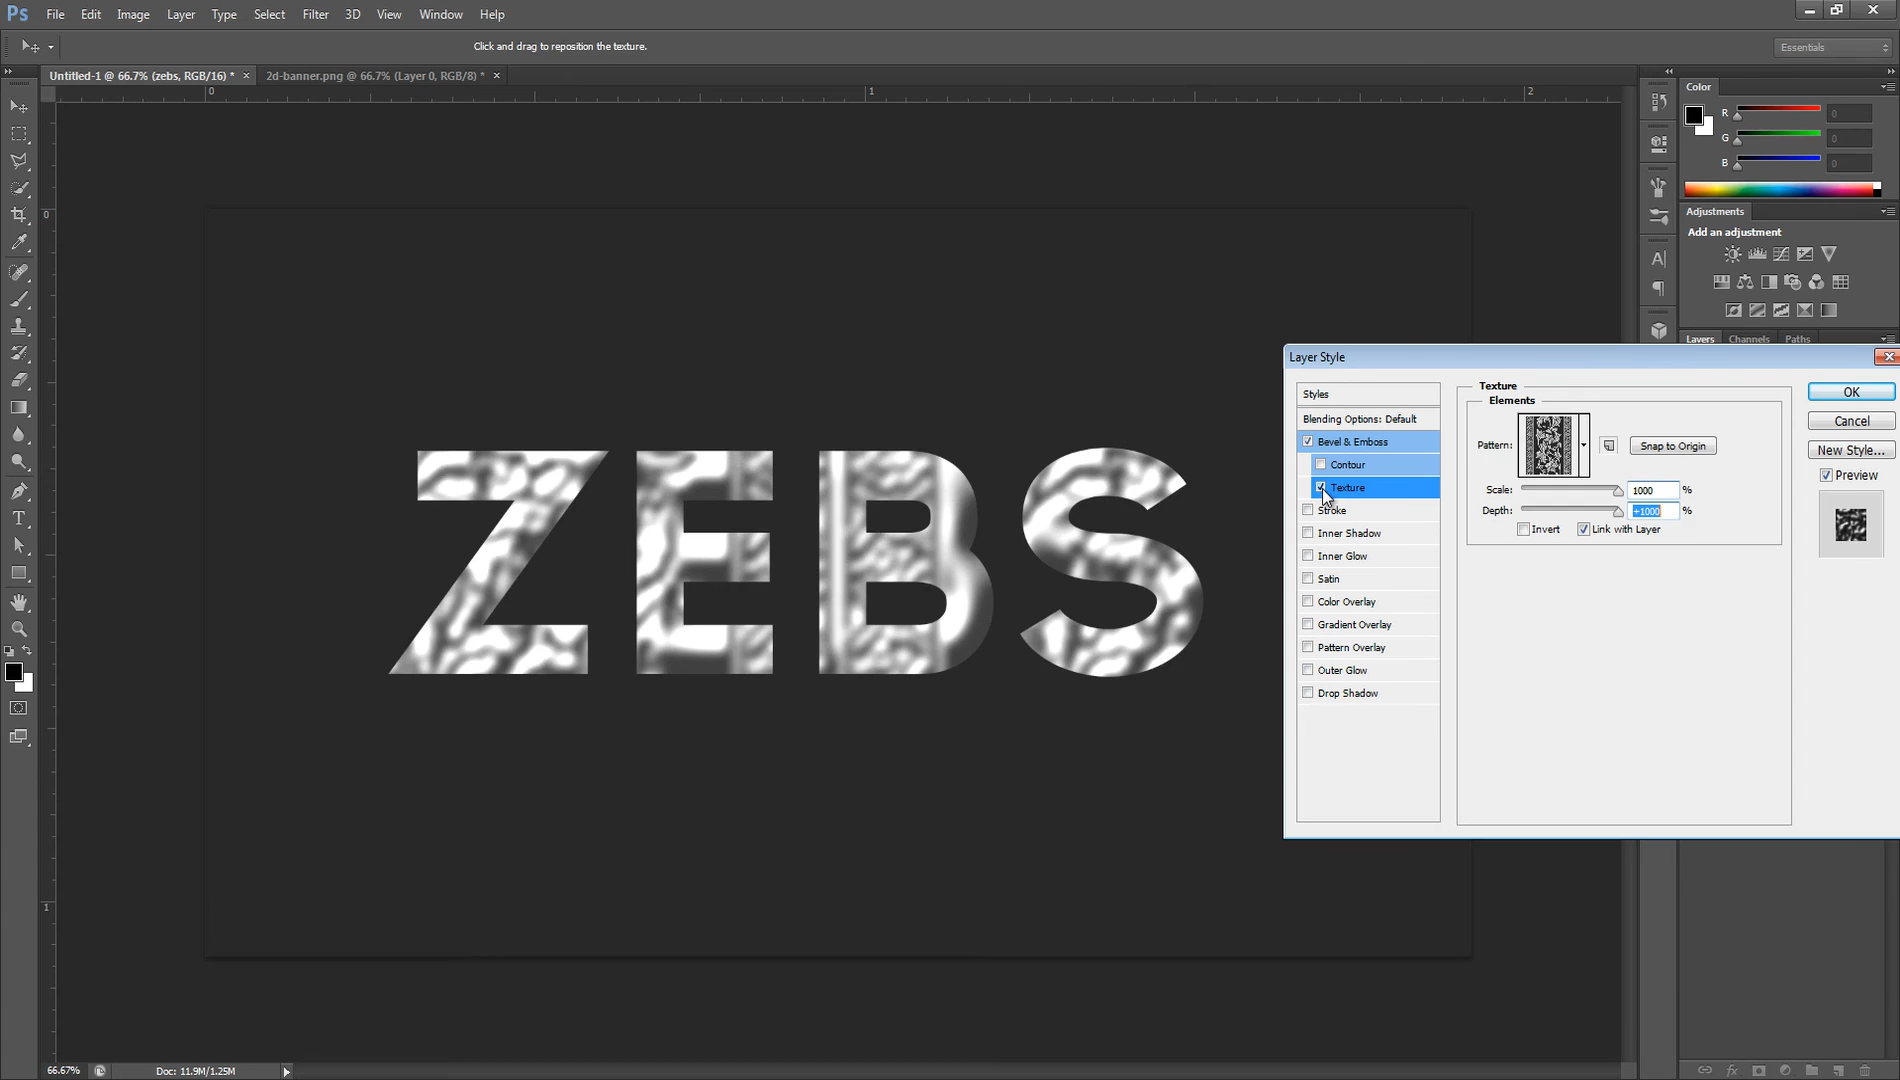 Ps File Edit Image Layer Type Select Filter 3D View Window Help
Click and drag to reposition the texture.
Essentials
Untitled-1 @ 66.7% (zebs, RGB/16) *
2d-banner.png @ 66.7% (Layer 0, RGB/8) *
0 1 2
0
1
Color
R 0
G 0
B 0
Adjustments
Add an adjustment
Layers Channels Paths
ZEBS
Layer Style
Styles
Blending Options: Default
Bevel & Emboss
Contour
Texture
Stroke
Inner Shadow
Inner Glow
Satin
Color Overlay
Gradient Overlay
Pattern Overlay
Outer Glow
Drop Shadow
Texture
Elements
Pattern:
Snap to Origin
Scale: 1000 %
Depth: +1000 %
Invert Link with Layer
OK
Cancel
New Style...
Preview
66.67%
Doc: 11.9M/1.25M